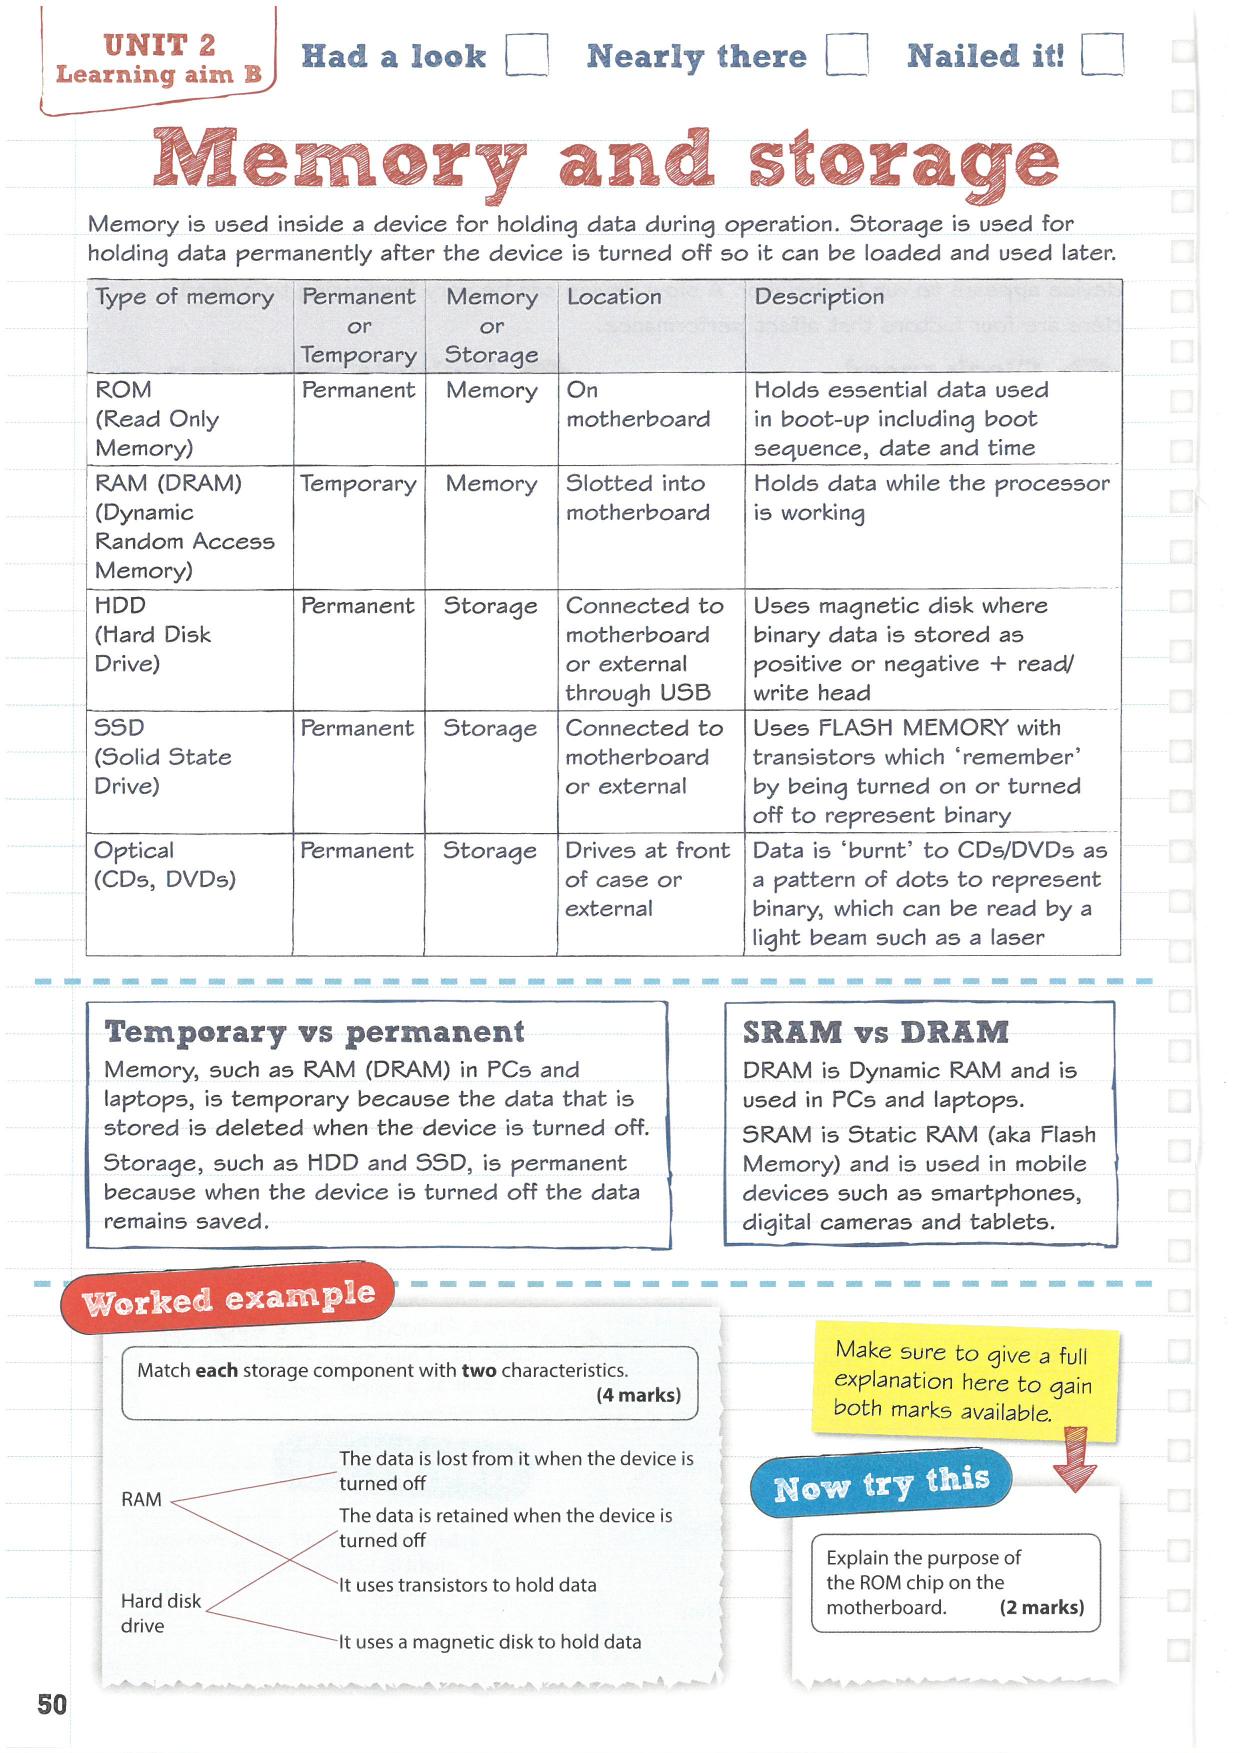 UNIT 2
Learning aim B
Had a look
Nearly there
Nailed it!
Memory and storage
Memory is used inside a device for holding data during operation. Storage is used for
holding data permanently after the device is turned off so it can be loaded and used later.
Type of memory
Permanent
or
Temporary
Memory
or
Storage
Location
Description
ROM
(Read Only
Memory)
Permanent
Memory
On
motherboard
Holds essential data used
in boot-up including boot
sequence, date and time
RAM (DRAM)
(Dynamic
Random Access
Memory)
Temporary
Memory
Slotted into
motherboard
Holds data while the processor
is working
HDD
(Hard Disk
Drive)
Permanent
Storage
Connected to
motherboard
or external
through USB
Uses magnetic disk where
binary data is stored as
positive or negative + read/
write head
SSD
(Solid State
Drive)
Permanent
Storage
Connected to
motherboard
or external
Uses FLASH MEMORY with
transistors which ‘remember’
by being turned on or turned
off to represent binary
Optical
(CDs, DVDs)
Permanent
Storage
Drives at front
of case or
external
Data is ‘burnt’ to CDs/DVDs as
a pattern of dots to represent
binary, which can be read by a
light beam such as a laser
Temporary vs permanent
Memory, such as RAM (DRAM) in PCs and
laptops, is temporary because the data that is
stored is deleted when the device is turned off.
Storage, such as HDD and SSD, is permanent
because when the device is turned off the data
remains saved.
SRAM vs DRAM
DRAM is Dynamic RAM and is
used in PCs and laptops.
SRAM is Static RAM (aka Flash
Memory) and is used in mobile
devices such as smartphones,
digital cameras and tablets.
Worked example
Match each storage component with two characteristics.
(4 marks)
RAM
Hard disk
drive
The data is lost from it when the device is
turned off
The data is retained when the device is
turned off
It uses transistors to hold data
It uses a magnetic disk to hold data
Make sure to give a full
explanation here to gain
both marks available.
Now try this
Explain the purpose of
the ROM chip on the
motherboard. (2 marks)
50